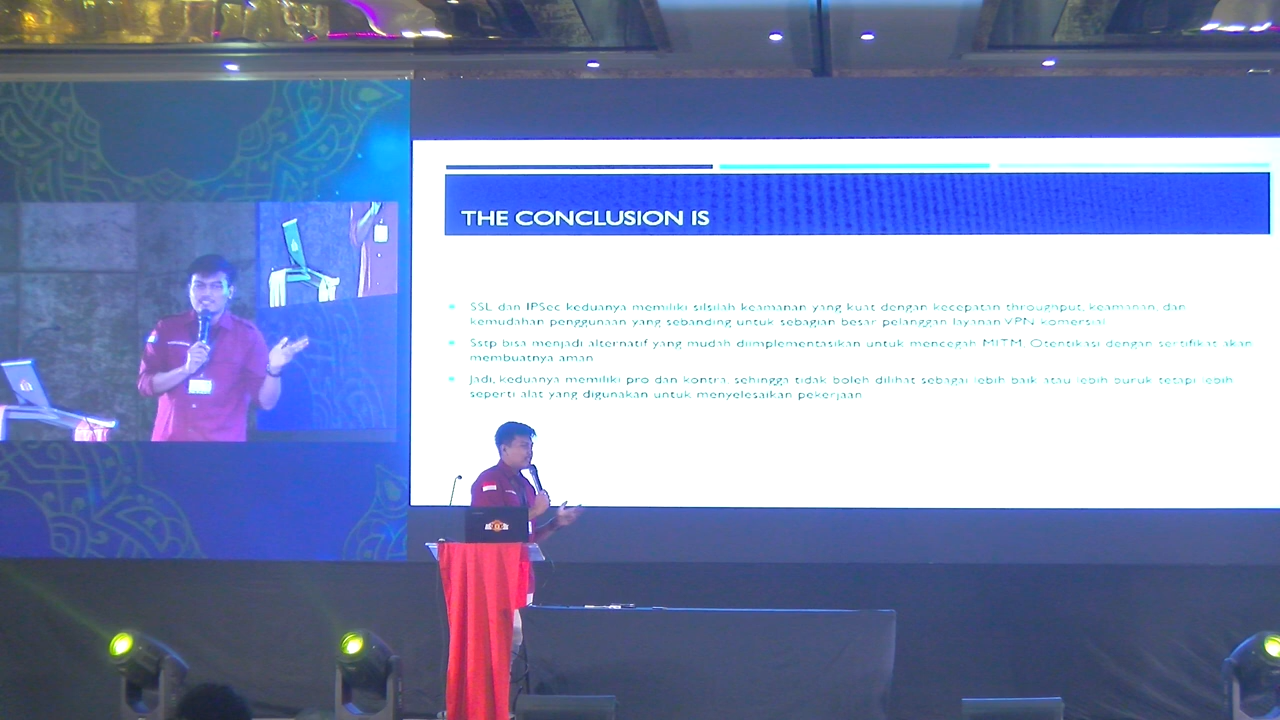 THE CONCLUSION IS
SSL dan IPSec keduanya memiliki silsilah keamanan yang kuat dengan kecepatan throughput, keamanan, dan
kemudahan penggunaan yang sebanding untuk sebagian besar pelanggan layanan VPN komersial
Sstp bisa menjadi alternatif yang mudah diimplementasikan untuk mencegah MITM. Otentikasi dengan sertifikat akan
membuatnya aman
Jadi, keduanya memiliki pro dan kontra, sehingga tidak boleh dilihat sebagai lebih baik atau lebih buruk tetapi lebih
seperti alat yang digunakan untuk menyelesaikan pekerjaan